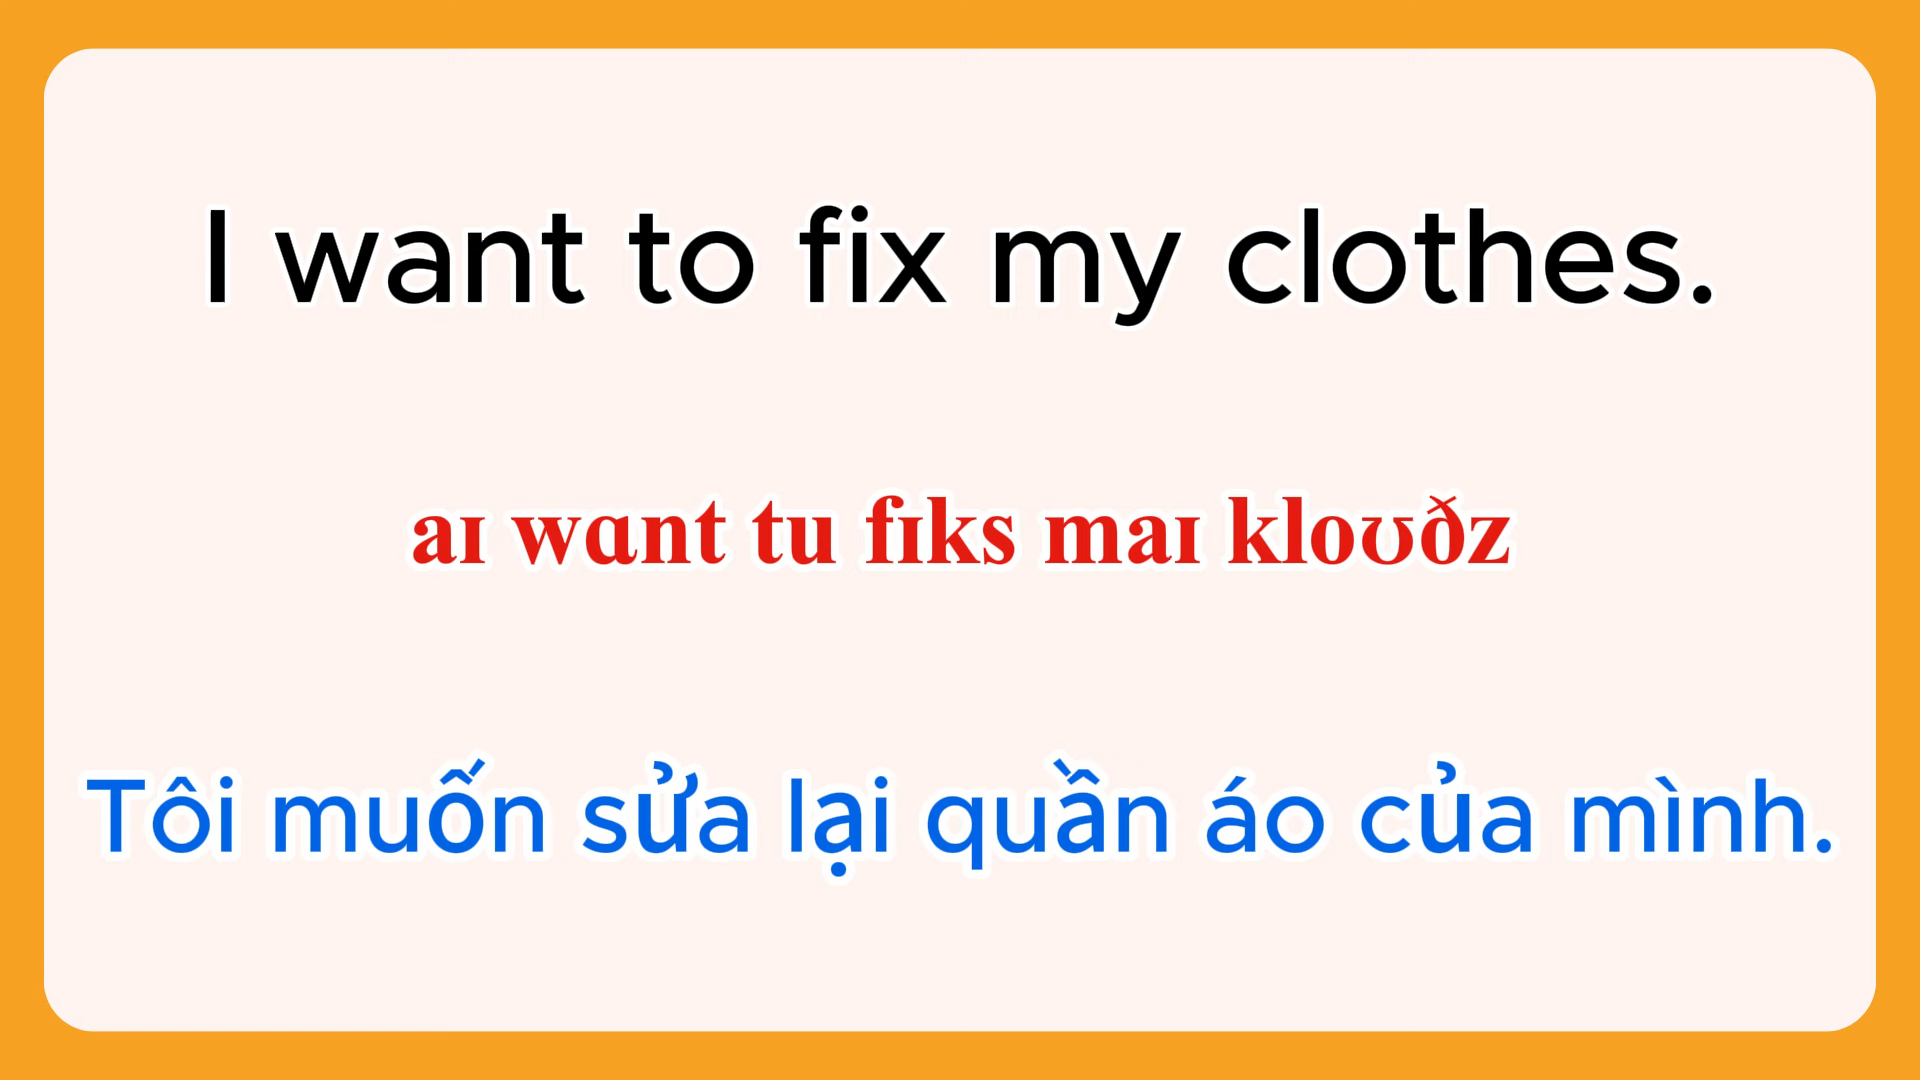 I want to fix my clothes.
aɪ wɑnt tu fɪks maɪ kloʊðz
Tôi muốn sửa lại quần áo của mình.